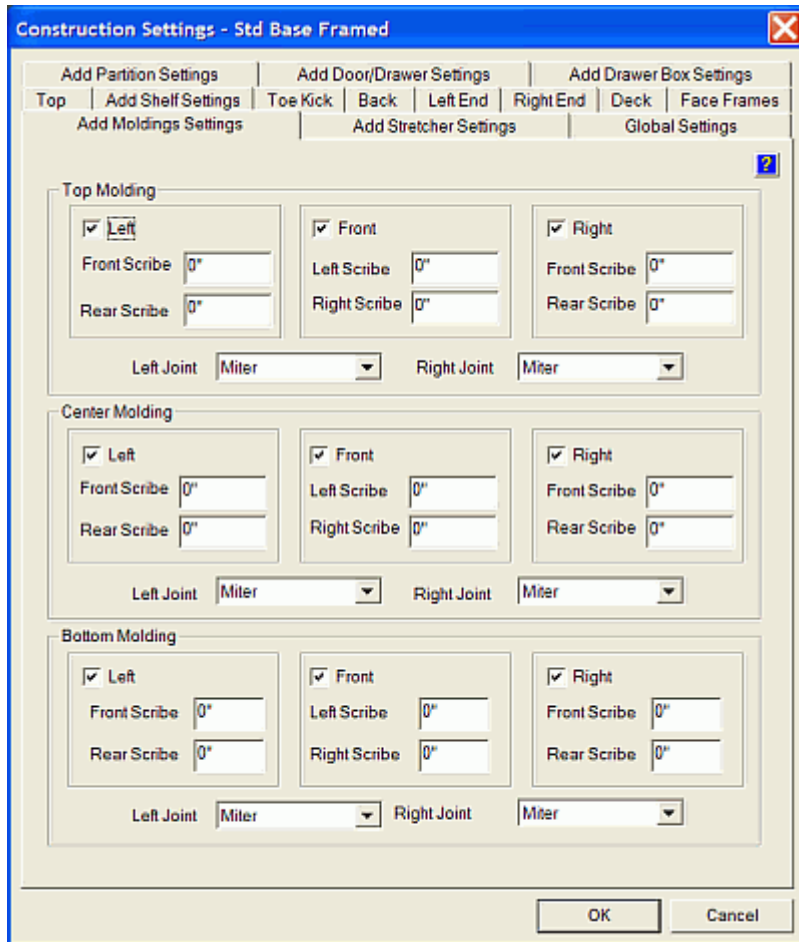 Construction Settings - Std Base Framed
Add Partition Settings Add Door/Drawer Settings Add Drawer Box Settings
Top Add Shelf Settings Toe Kick Back Left End Right End Deck Face Frames
Add Moldings Settings Add Stretcher Settings Global Settings
?
Top Molding
Left Front Right
Front Scribe 0" Left Scribe 0" Front Scribe 0"
Rear Scribe 0" Right Scribe 0" Rear Scribe 0"
Left Joint Miter Right Joint Miter
Center Molding
Left Front Right
Front Scribe 0" Left Scribe 0" Front Scribe 0"
Rear Scribe 0" Right Scribe 0" Rear Scribe 0"
Left Joint Miter Right Joint Miter
Bottom Molding
Left Front Right
Front Scribe 0" Left Scribe 0" Front Scribe 0"
Rear Scribe 0" Right Scribe 0" Rear Scribe 0"
Left Joint Miter Right Joint Miter
OK Cancel